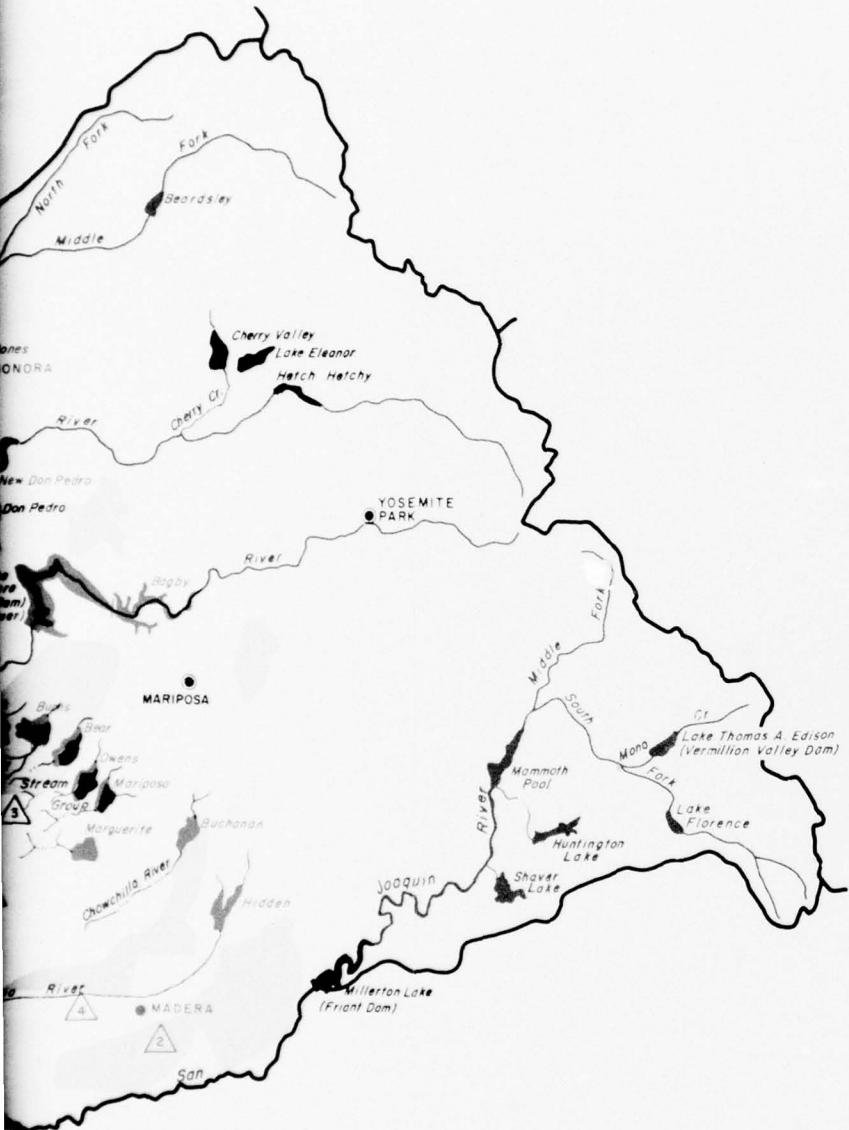 North Fork
Fork
Beardsley
Middle
Cherry Valley
Lake Eleanor
Hetch Hetchy
ones
ONORA
Cherry Cr.
River
New Don Pedro
Don Pedro
YOSEMITE
PARK
River
Bagby
Fork
Middle
MARIPOSA
South
Cr
Mono
Lake Thomas A. Edison
(Vermillion Valley Dam)
Fork
Burns
Bear
Owens
Stream
Mariposa
Group
3
Mammoth
Pool
River
Lake
Florence
Marguerite
Buchanan
Huntington
Lake
Chowchilla River
Hidden
Joaquin
Shaver
Lake
River
4
MADERA
2
Millerton Lake
(Friant Dam)
San